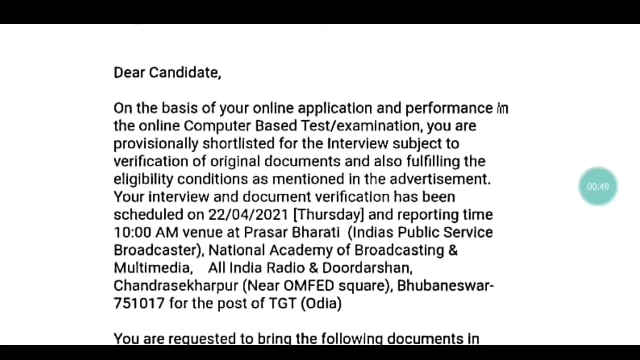 Dear Candidate,
On the basis of your online application and performance in
the online Computer Based Test/examination, you are
provisionally shortlisted for the Interview subject to
verification of original documents and also fulfilling the
eligibility conditions as mentioned in the advertisement.
Your interview and document verification has been
scheduled on 22/04/2021 [Thursday] and reporting time
10:00 AM venue at Prasar Bharati (Indias Public Service
Broadcaster), National Academy of Broadcasting &
Multimedia, All India Radio & Doordarshan,
Chandrasekharpur (Near OMFED square), Bhubaneswar-
751017 for the post of TGT (Odia)
You are requested to bring the following documents in
00:49